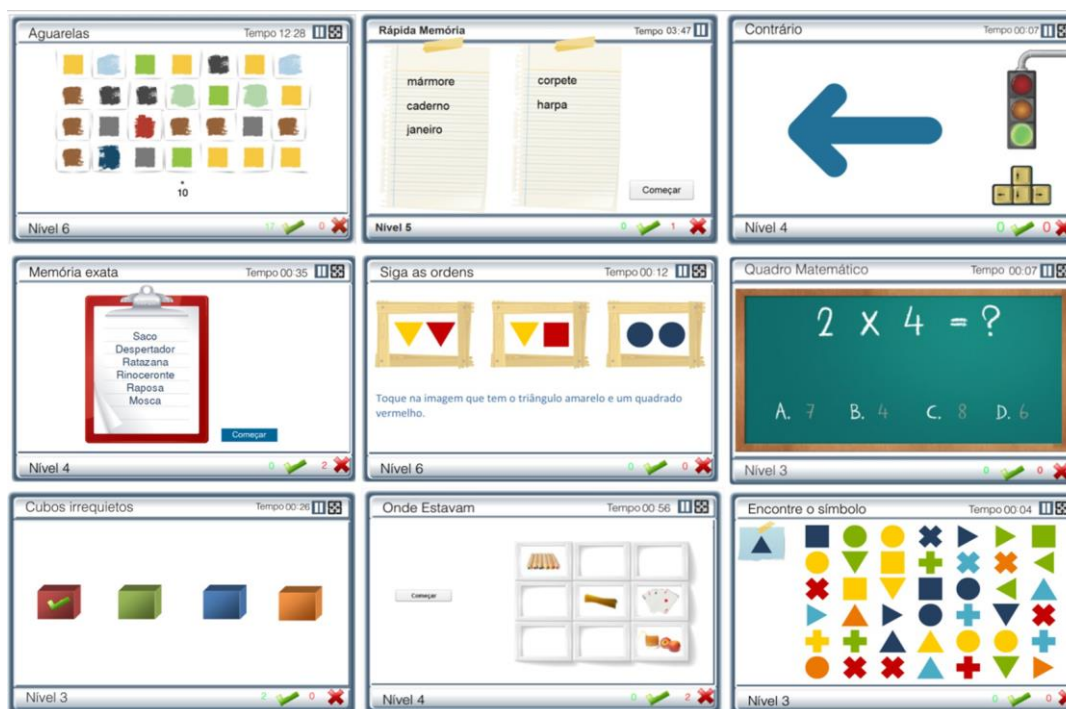 Aguarelas
Tempo 12:28
10
Nível 6
17
0
Rápida Memória
Tempo 03:47
mármore
caderno
janeiro
corpete
harpa
Começar
Nível 5
0
1
Contrário
Tempo 00:07
Nível 4
0
0
Memória exata
Tempo 00:35
Saco
Despertador
Ratazana
Rinoceronte
Raposa
Mosca
Começar
Nível 4
0
2
Siga as ordens
Tempo 00:12
Toque na imagem que tem o triângulo amarelo e um quadrado
vermelho.
Nível 6
0
0
Quadro Matemático
Tempo 00:07
2 X 4 = ?
A. 7 B. 4 C. 8 D. 6
Nível 3
0
0
Cubos irrequietos
Tempo 00:26
Nível 3
2
0
Onde Estavam
Tempo 00 56
Começar
Nível 4
0
2
Encontre o símbolo
Tempo 00:04
Nível 3
0
0